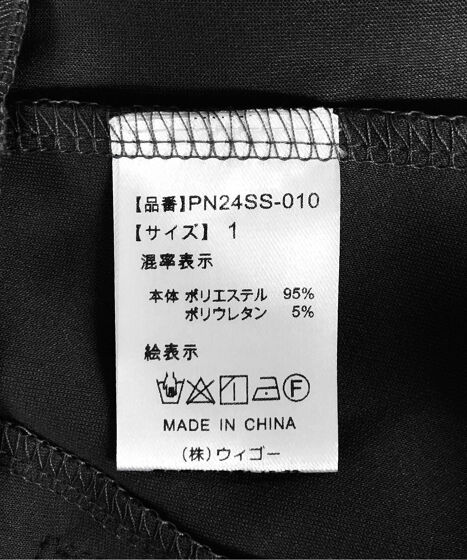 【品番】PN24SS-010
【サイズ】 1
混率表示
本体 ポリエステル 95%
ポリウレタン 5%
絵表示
F
MADE IN CHINA
(株)ウィゴー